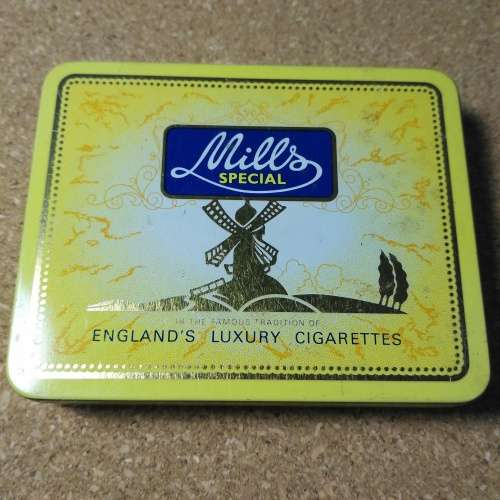 Mills
SPECIAL
IN THE FAMOUS TRADITION OF
ENGLAND'S LUXURY CIGARETTES